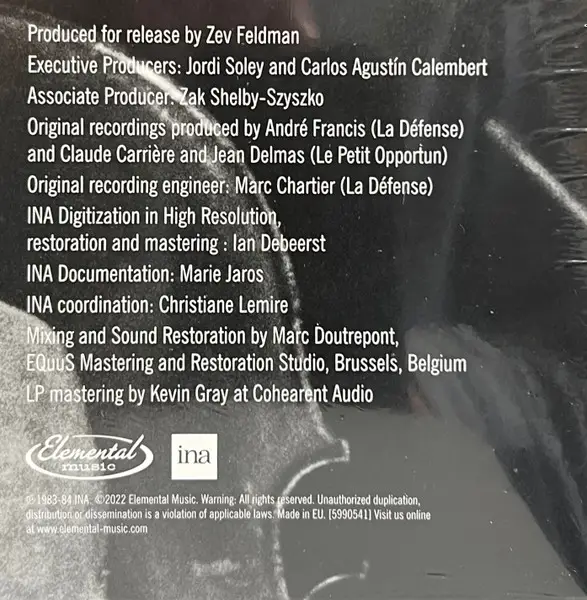 Produced for release by Zev Feldman
Executive Producers: Jordi Soley and Carlos Agustín Calembert
Associate Producer: Zak Shelby-Szyszko
Original recordings produced by André Francis (La Défense)
and Claude Carrière and Jean Delmas (Le Petit Opportun)
Original recording engineer: Marc Chartier (La Défense)
INA Digitization in High Resolution,
restoration and mastering : Ian Debeerst
INA Documentation: Marie Jaros
INA coordination: Christiane Lemire
Mixing and Sound Restoration by Marc Doutrepont,
EQuuS Mastering and Restoration Studio, Brussels, Belgium
LP mastering by Kevin Gray at Cohearent Audio
Elemental
music
ina
℗ 1983-84 INA. ©2022 Elemental Music. Warning: All rights reserved. Unauthorized duplication,
distribution or dissemination is a violation of applicable laws. Made in EU. [5990541] Visit us online
at www.elemental-music.com